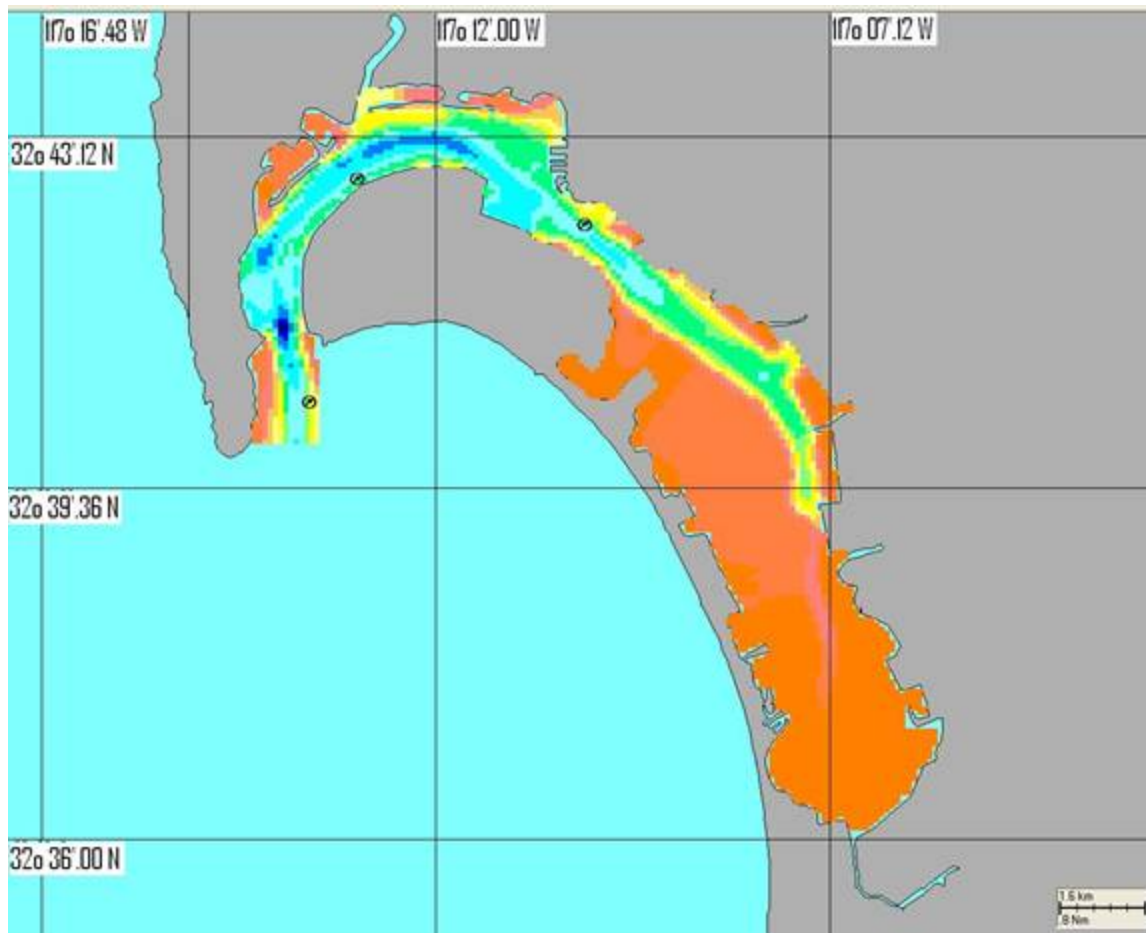 117o 16'.48 W
117o 12'.00 W
117o 07'.12 W
32o 43'.12 N
32o 39'.36 N
32o 36'.00 N
1.6 km
.8 Nm